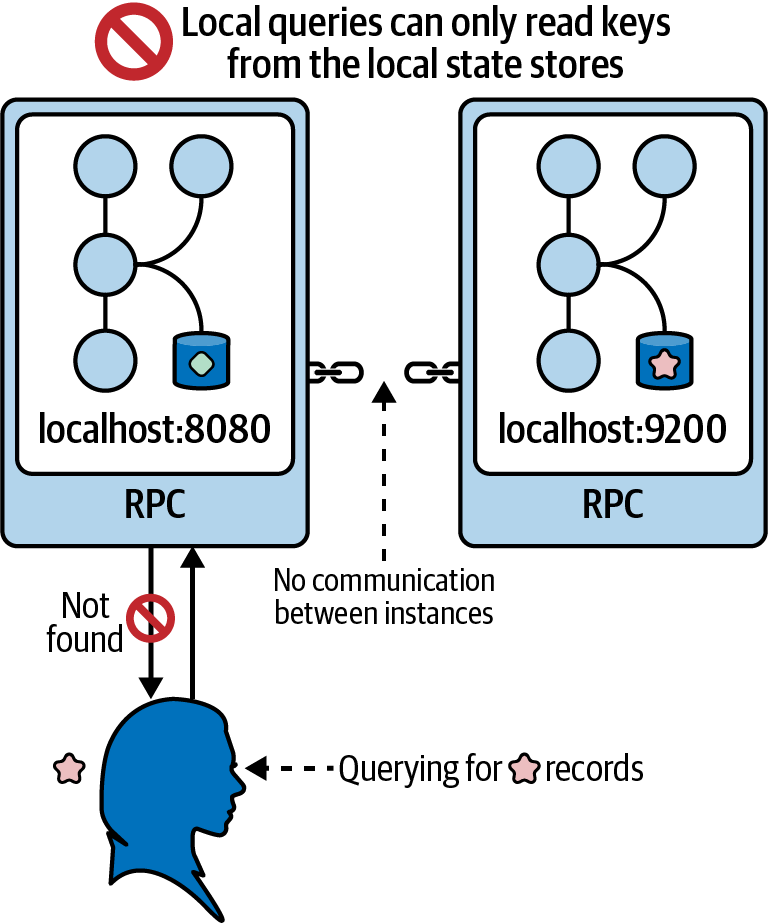 Local queries can only read keys
from the local state stores
localhost:8080
localhost:9200
RPC
RPC
No communication
between instances
Not
found
Querying for records